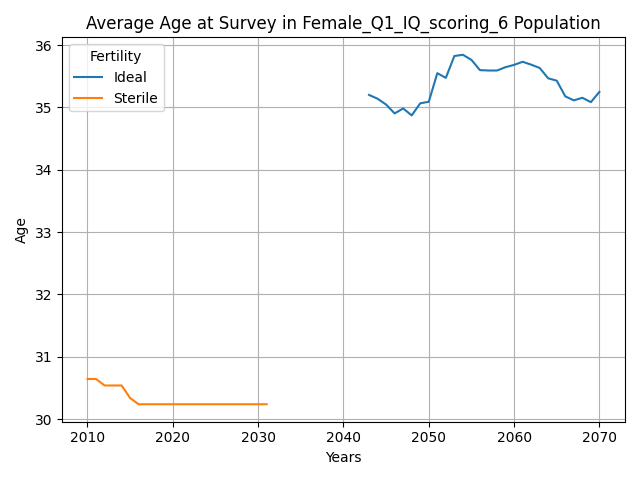 Average Age at Survey in Female_Q1_IQ_scoring_6 Population
Fertility
Ideal
Sterile
Age
36
35
34
33
32
31
30
2010 2020 2030 2040 2050 2060 2070
Years